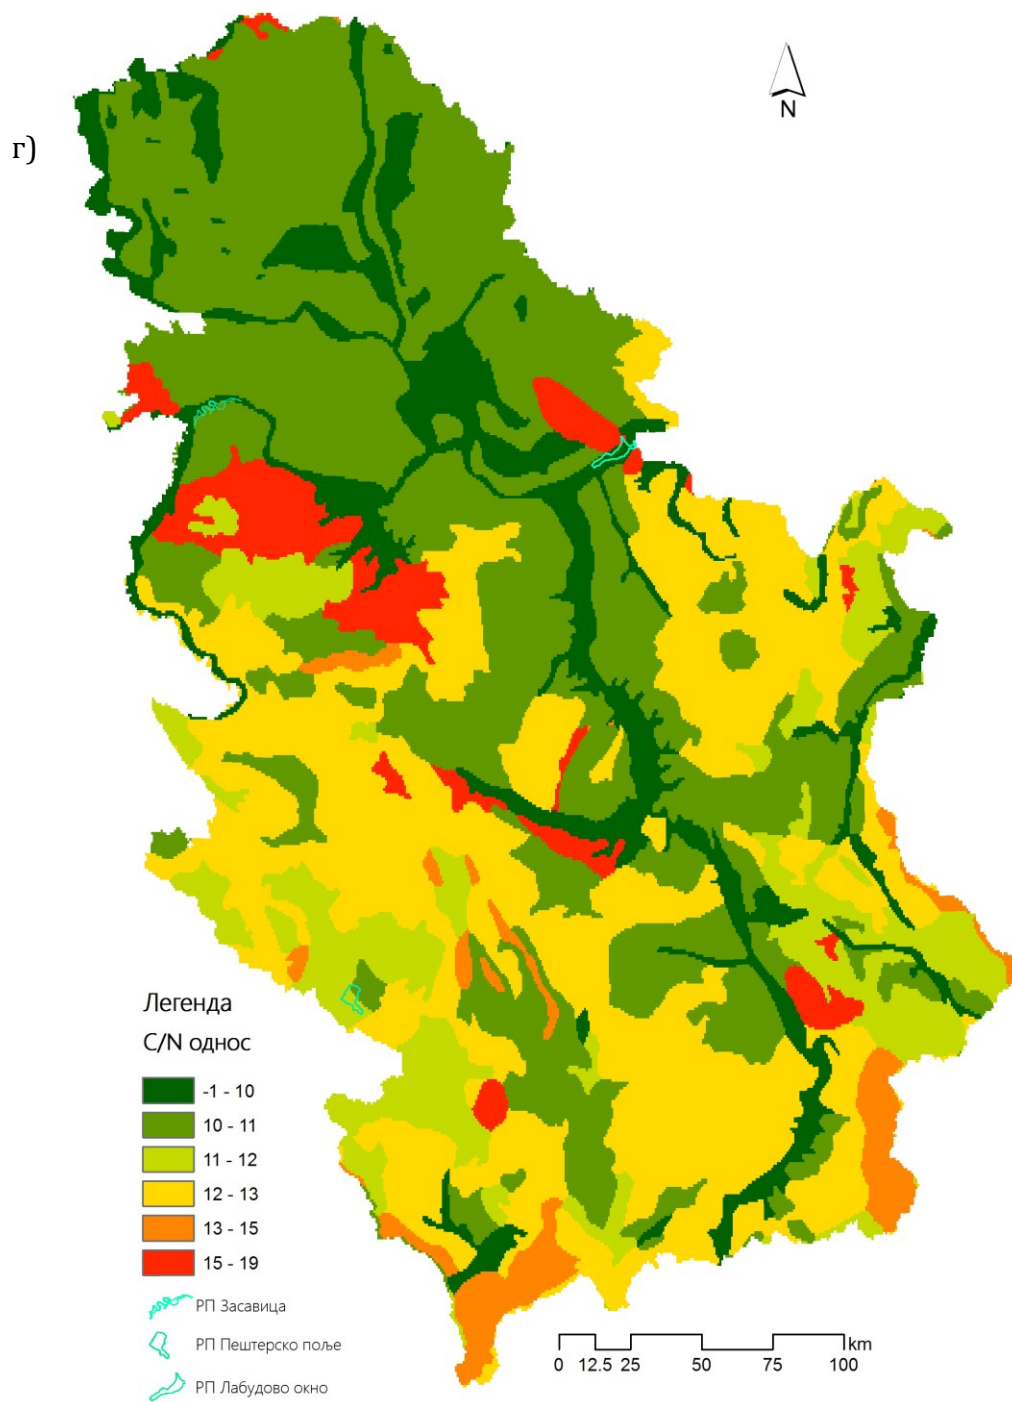 N
г)
Легенда
C/N однос
-1 - 10
10 - 11
11 - 12
12 - 13
13 - 15
15 - 19
РП Засавица
РП Пештерско поље
РП Лабудово окно
km
0 12.5 25 50 75 100